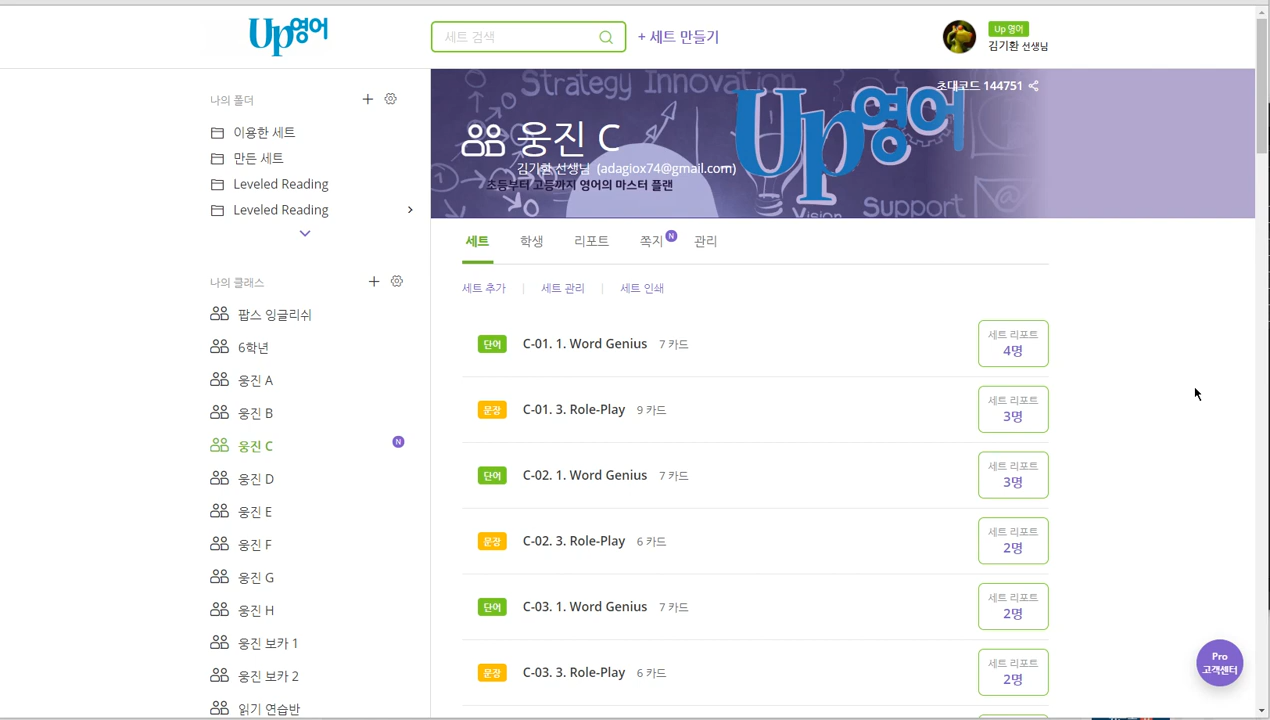 Up영어
세트 검색
+ 세트 만들기
Up 영어
김기환 선생님
나의 폴더
이용한 세트
만든 세트
Leveled Reading
Leveled Reading
나의 클래스
팝스 잉글리쉬
6학년
웅진 A
웅진 B
웅진 C
N
웅진 D
웅진 E
웅진 F
웅진 G
웅진 H
웅진 보카 1
웅진 보카 2
읽기 연습반
Strategy Innovation
초대코드 144751
Up영어
웅진 C
김기환 선생님 (adagiox74@gmail.com)
초등부터 고등까지 영어의 마스터 플랜
Vision Support
세트 학생 리포트 쪽지 N 관리
세트 추가 | 세트 관리 | 세트 인쇄
단어 C-01. 1. Word Genius 7 카드
세트 리포트
4명
문장 C-01. 3. Role-Play 9 카드
세트 리포트
3명
단어 C-02. 1. Word Genius 7 카드
세트 리포트
3명
문장 C-02. 3. Role-Play 6 카드
세트 리포트
2명
단어 C-03. 1. Word Genius 7 카드
세트 리포트
2명
문장 C-03. 3. Role-Play 6 카드
세트 리포트
2명
Pro
고객센터